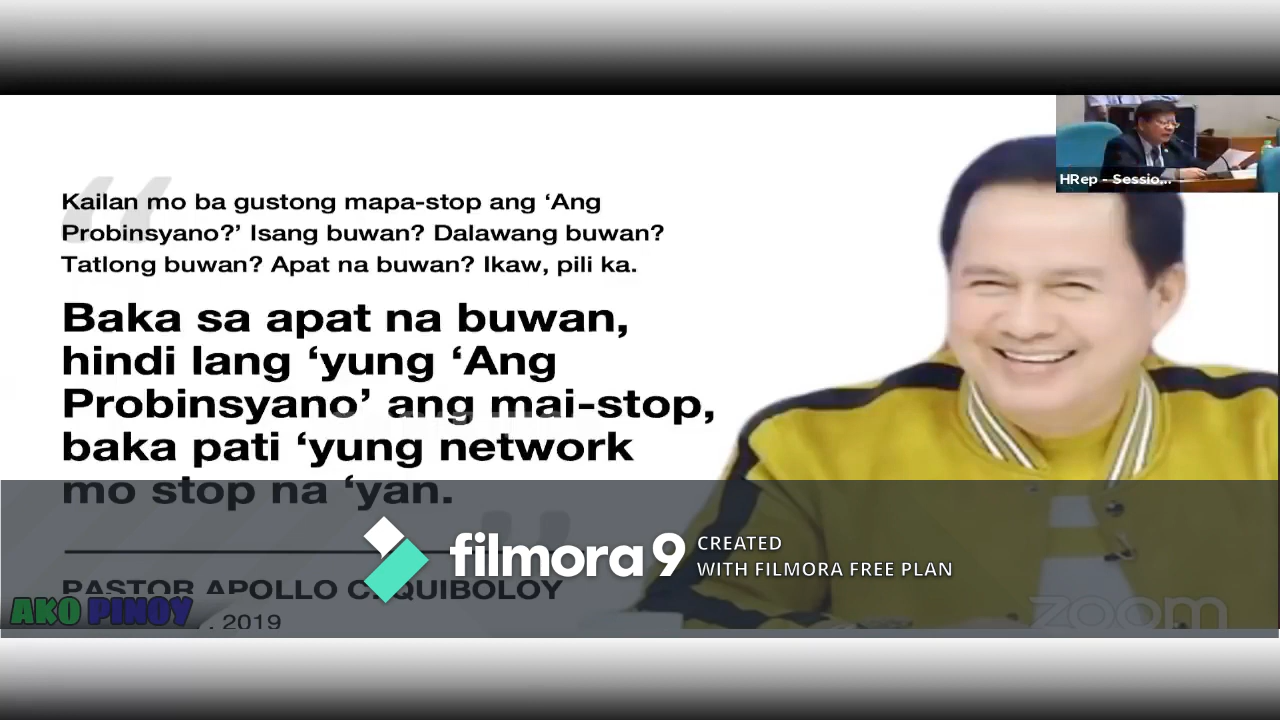 Kailan mo ba gustong mapa-stop ang ‘Ang
Probinsyano?’ Isang buwan? Dalawang buwan?
Tatlong buwan? Apat na buwan? Ikaw, pili ka.
Baka sa apat na buwan,
hindi lang ‘yung ‘Ang
Probinsyano’ ang mai-stop,
baka pati ‘yung network
mo stop na ‘yan.
PASTOR APOLLO C. QUIBOLOY
, 2019
HRep - Sessio...
filmora9
CREATED
WITH FILMORA FREE PLAN
AKO PINOY
zoom